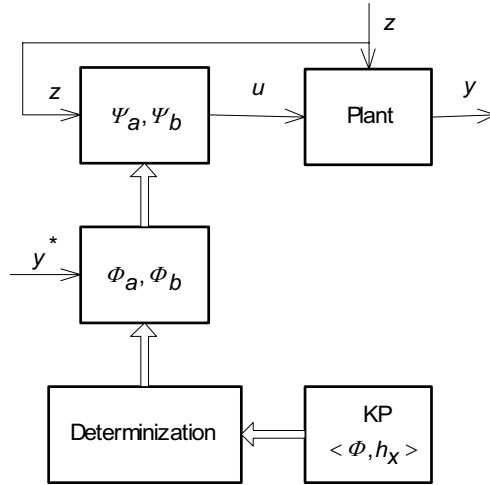 z
z
Ψa, Ψb
u
Plant
y
y*
Φa, Φb
Determinization
KP
< Φ, hx >